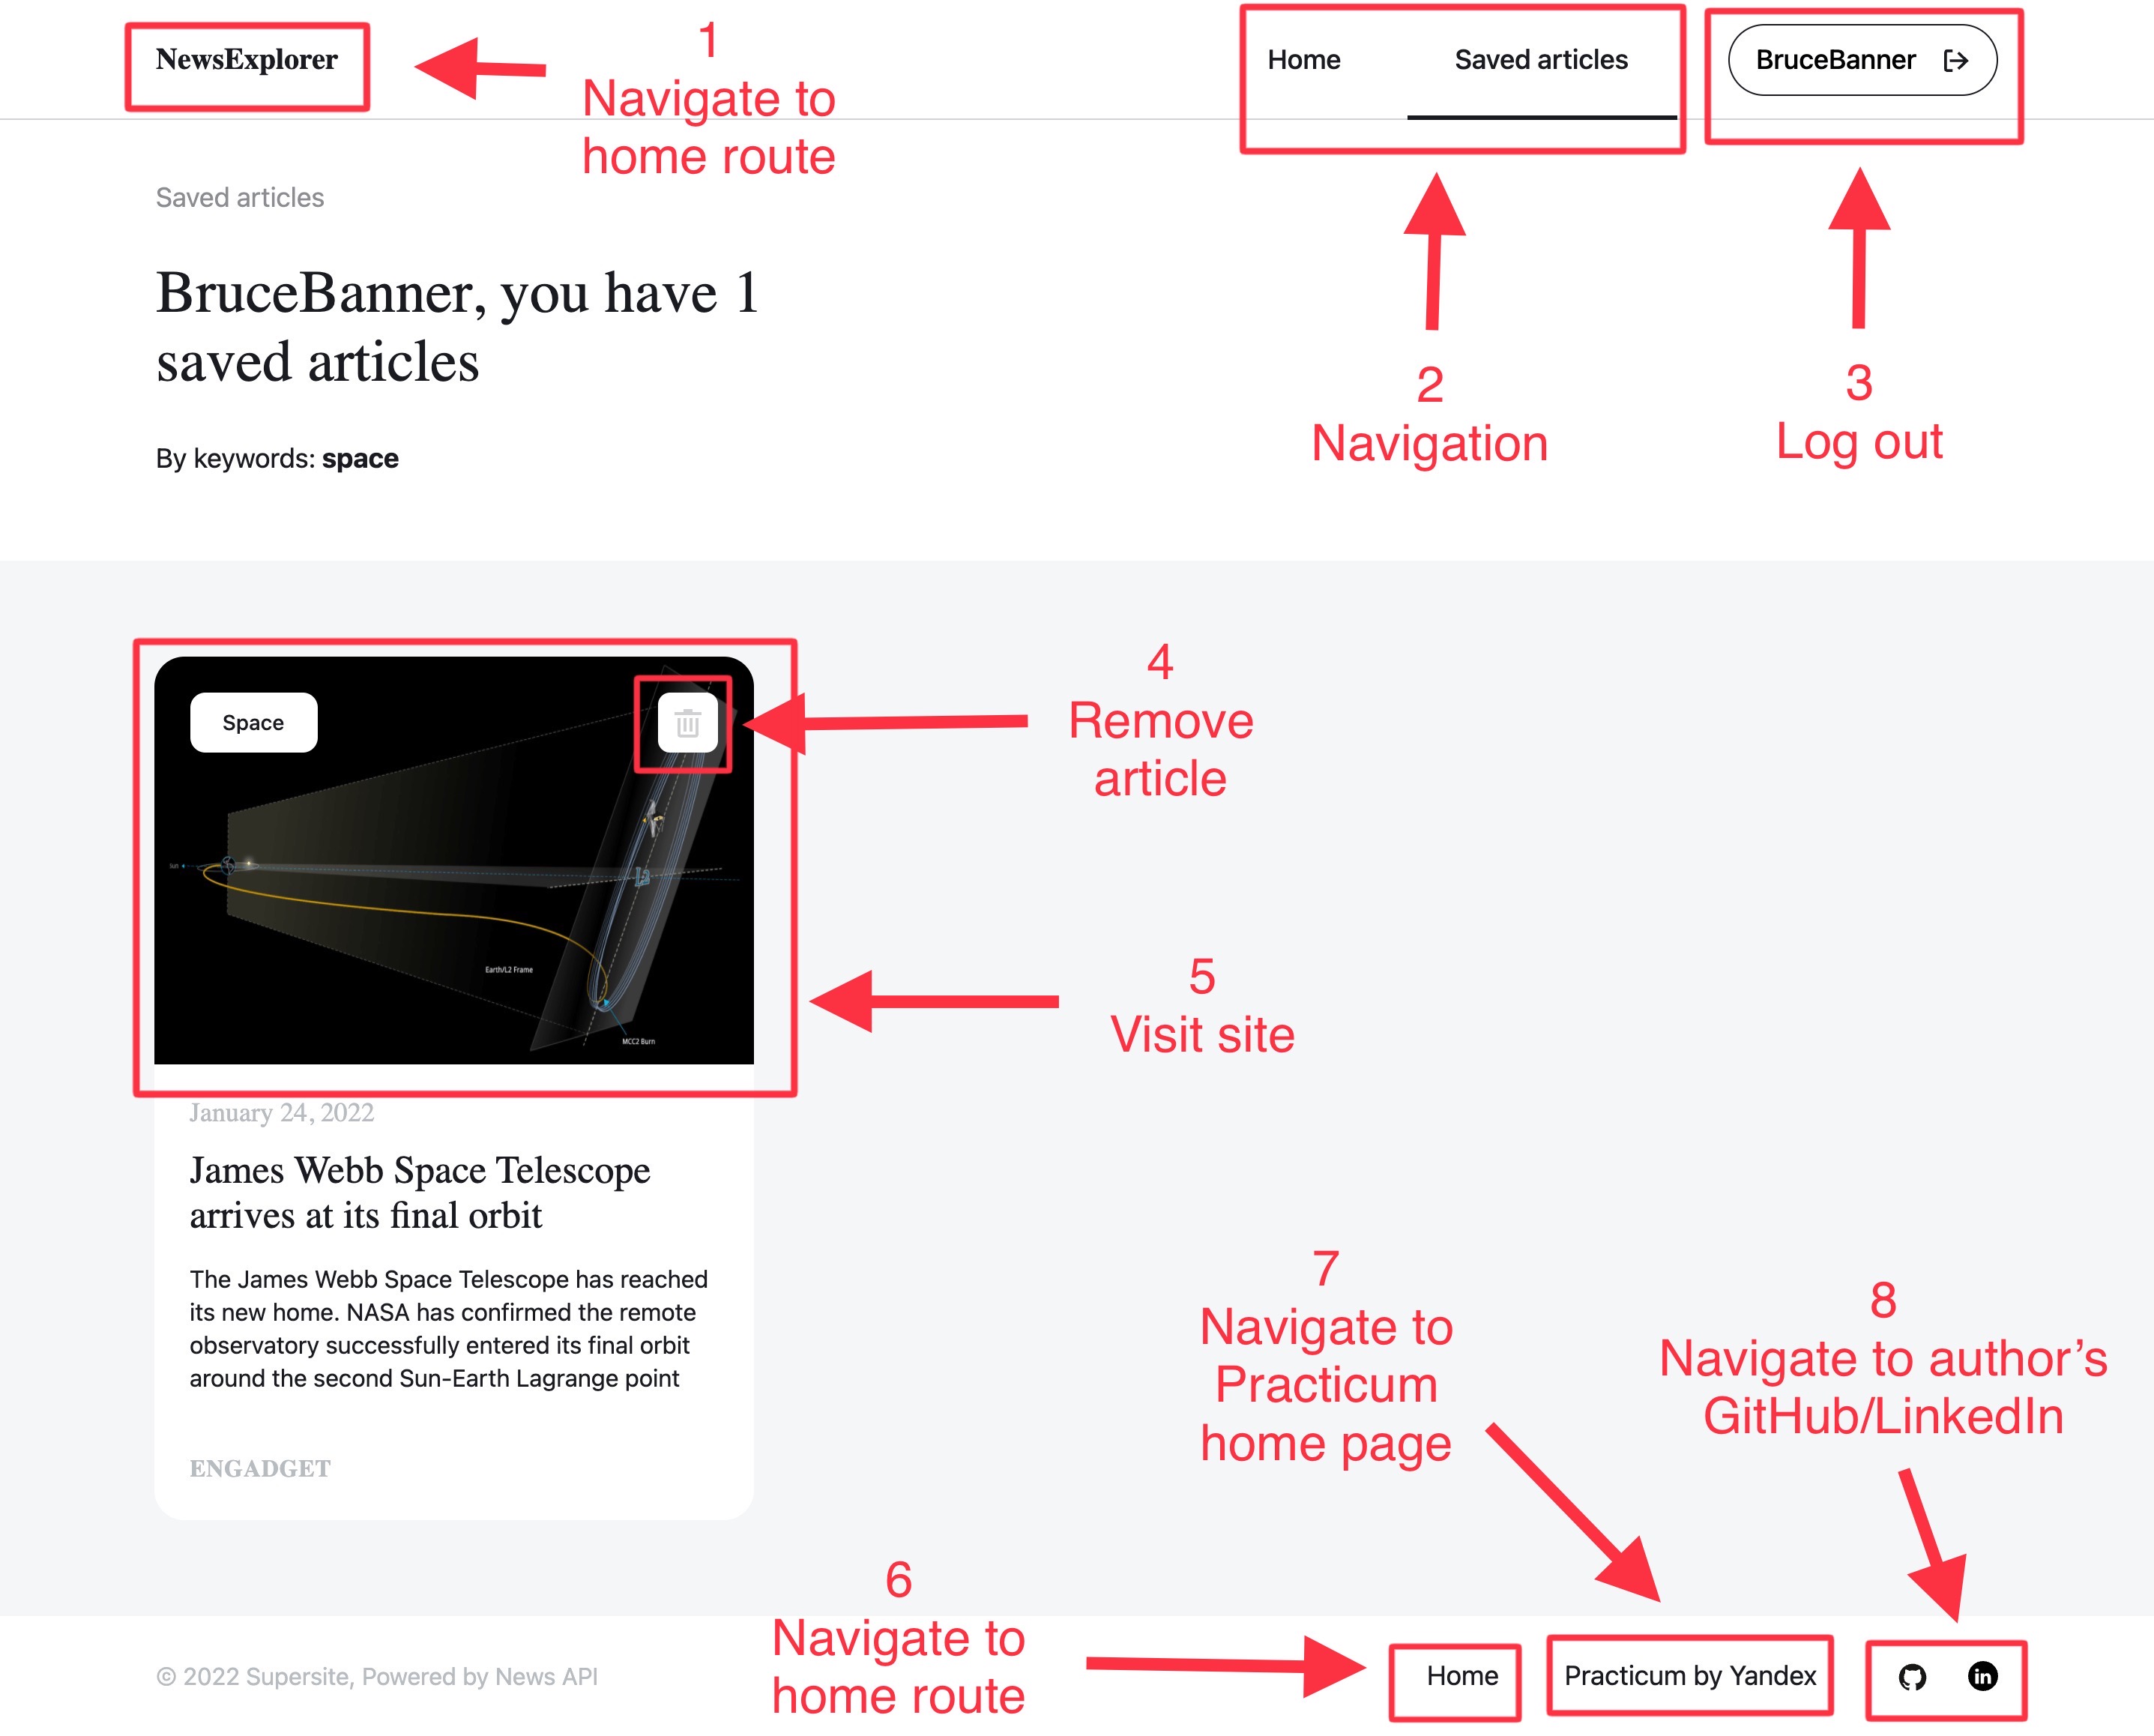 NewsExplorer
1
Navigate to
home route
Home
Saved articles
BruceBanner
2
Navigation
3
Log out
Saved articles
BruceBanner, you have 1
saved articles
By keywords: space
Space
4
Remove
article
Sun
L2
Earth/L2 Frame
MCC2 Burn
5
Visit site
January 24, 2022
James Webb Space Telescope
arrives at its final orbit
The James Webb Space Telescope has reached
its new home. NASA has confirmed the remote
observatory successfully entered its final orbit
around the second Sun-Earth Lagrange point
ENGADGET
7
Navigate to
Practicum
home page
8
Navigate to author’s
GitHub/LinkedIn
6
Navigate to
home route
© 2022 Supersite, Powered by News API
Home
Practicum by Yandex
in